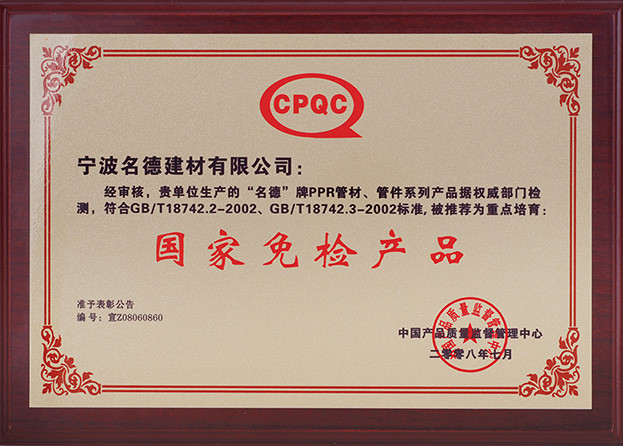 CPQC
宁波名德建材有限公司：
经审核，贵单位生产的“名德”牌PPR管材、管件系列产品据权威部门检
测，符合GB/T18742.2-2002、GB/T18742.3-2002标准,被推荐为重点培育：
国家免检产品
准予表彰公告
编号：宣Z08060860
中国产品质量监督管理中心
二零零八年七月